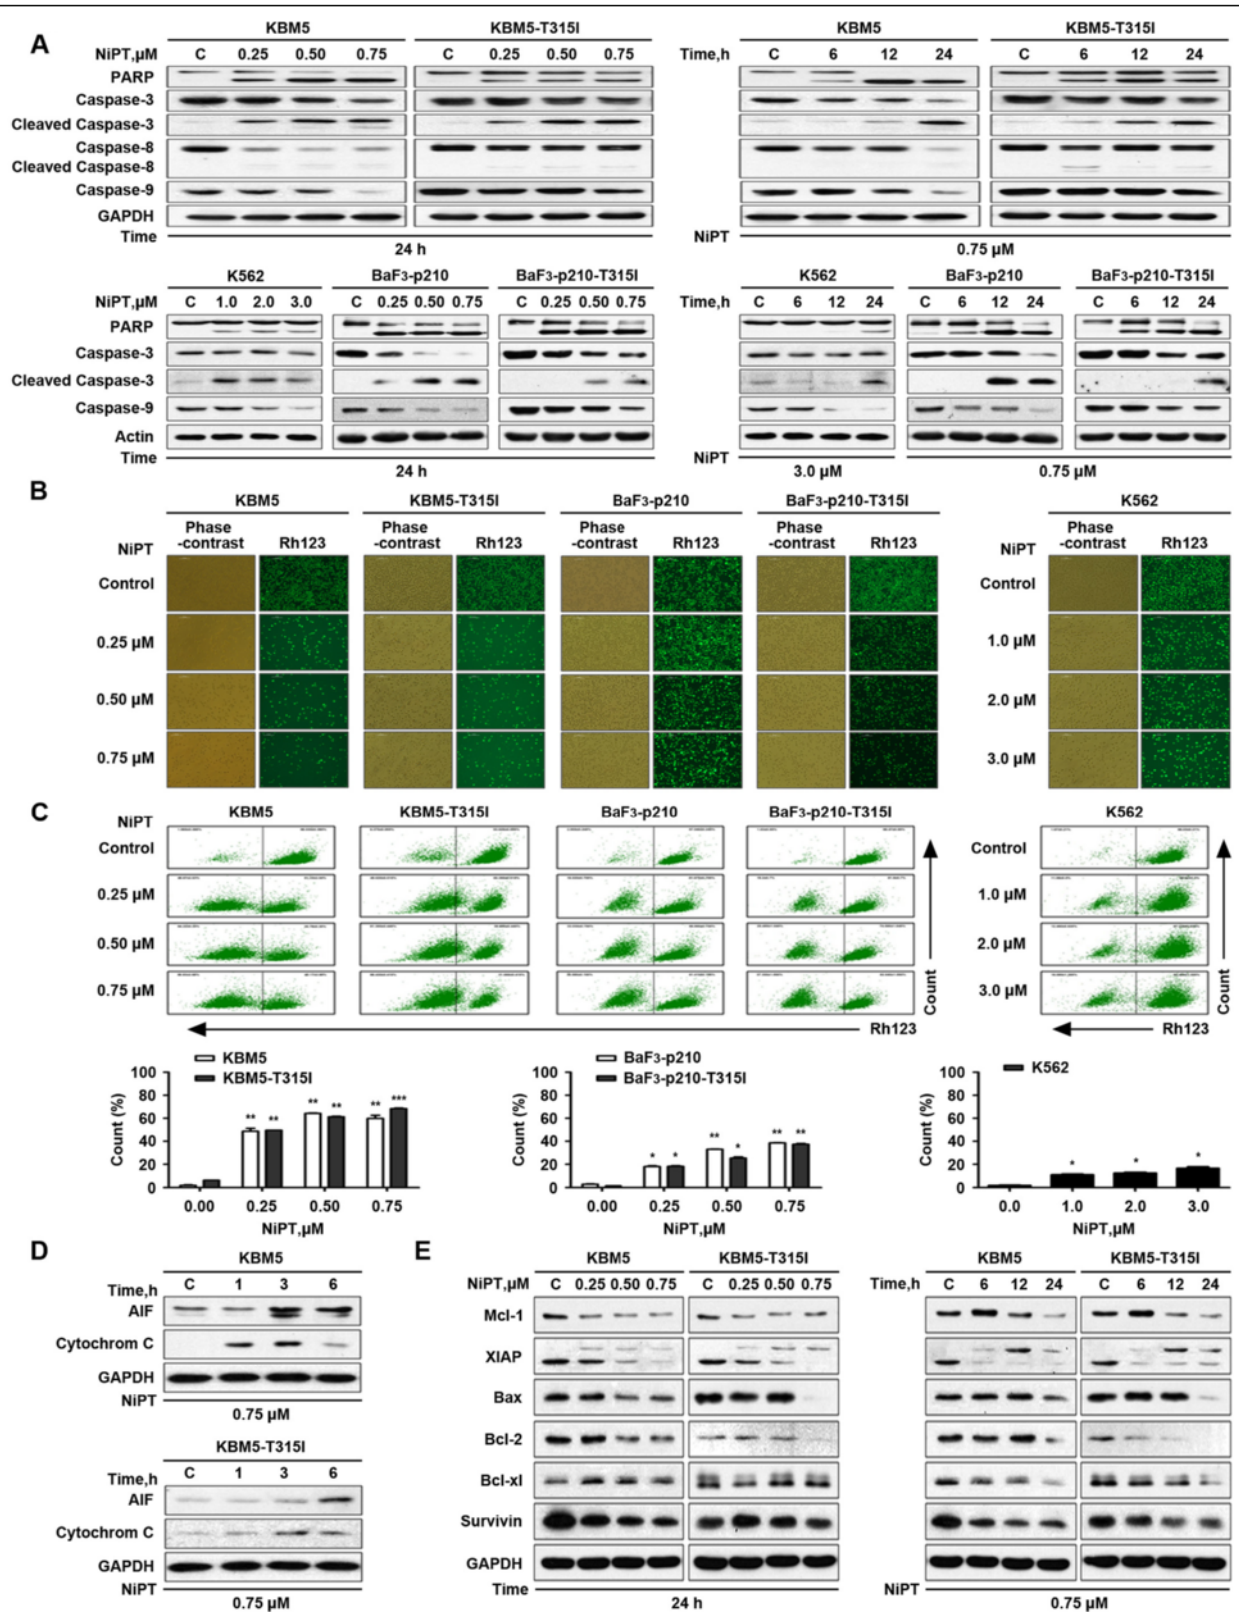 A
KBM5 KBM5-T315I KBM5 KBM5-T315I
NiPT,µM C 0.25 0.50 0.75 C 0.25 0.50 0.75 Time,h C 6 12 24 C 6 12 24
PARP
Caspase-3
Cleaved Caspase-3
Caspase-8
Cleaved Caspase-8
Caspase-9
GAPDH
Time 24 h NiPT 0.75 µM
K562 BaF3-p210 BaF3-p210-T315I K562 BaF3-p210 BaF3-p210-T315I
NiPT,µM C 1.0 2.0 3.0 C 0.25 0.50 0.75 C 0.25 0.50 0.75 Time,h C 6 12 24 C 6 12 24 C 6 12 24
PARP
Caspase-3
Cleaved Caspase-3
Caspase-9
Actin
Time 24 h NiPT 3.0 µM 0.75 µM
B
KBM5 KBM5-T315I BaF3-p210 BaF3-p210-T315I K562
NiPT Phase -contrast Rh123 Phase -contrast Rh123 Phase -contrast Rh123 Phase -contrast Rh123 NiPT Phase -contrast Rh123
Control Control
0.25 µM 1.0 µM
0.50 µM 2.0 µM
0.75 µM 3.0 µM
C
NiPT KBM5 KBM5-T315I BaF3-p210 BaF3-p210-T315I K562
Control Control
0.25 µM 1.0 µM
0.50 µM 2.0 µM
0.75 µM 3.0 µM
Count Count
Rh123 Rh123
KBM5 BaF3-p210 K562
KBM5-T315I BaF3-p210-T315I
Count (%) Count (%) Count (%)
100 100 100
80 80 80
60 60 60
40 40 40
20 20 20
0 0 0
** ** ** ** ** *** * * ** * ** ** * * *
0.00 0.25 0.50 0.75 0.00 0.25 0.50 0.75 0.0 1.0 2.0 3.0
NiPT,µM NiPT,µM NiPT,µM
D
KBM5
Time,h C 1 3 6
AIF
Cytochrom C
GAPDH
NiPT 0.75 µM
KBM5-T315I
Time,h C 1 3 6
AIF
Cytochrom C
GAPDH
NiPT 0.75 µM
E
KBM5 KBM5-T315I KBM5 KBM5-T315I
NiPT,µM C 0.25 0.50 0.75 C 0.25 0.50 0.75 Time,h C 6 12 24 C 6 12 24
Mcl-1
XIAP
Bax
Bcl-2
Bcl-xl
Survivin
GAPDH
Time 24 h NiPT 0.75 µM